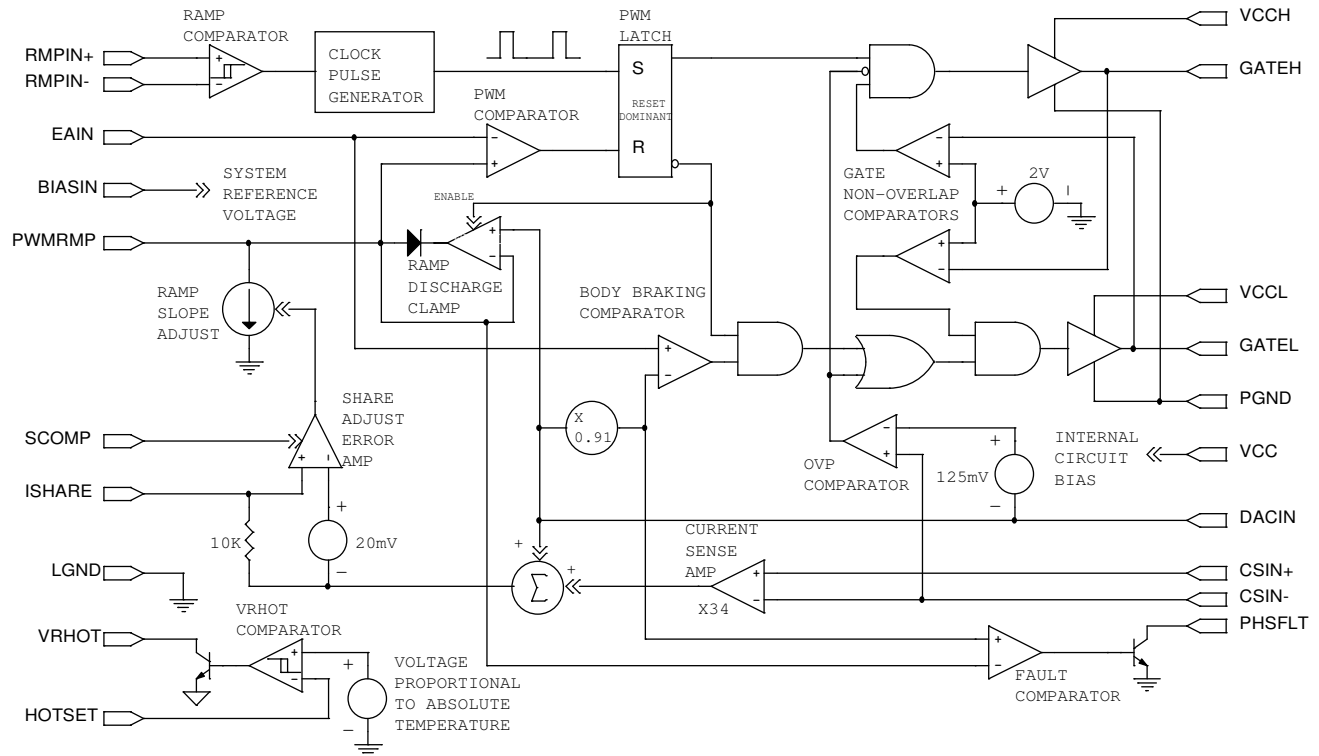 RAMP
COMPARATOR
PWM
LATCH
VCCH
RMPIN+
RMPIN-
+
−
CLOCK
PULSE
GENERATOR
S
RESET
DOMINANT
R
GATEH
PWM
COMPARATOR
EAIN
−
+
−
+
BIASIN
SYSTEM
REFERENCE
VOLTAGE
GATE
NON-OVERLAP
COMPARATORS
2V
+
−
ENABLE
PWMRMP
+
−
+
−
RAMP
DISCHARGE
CLAMP
RAMP
SLOPE
ADJUST
BODY BRAKING
COMPARATOR
VCCL
+
−
GATEL
PGND
SHARE
ADJUST
ERROR
AMP
SCOMP
+
−
X
0.91
−
+
OVP
COMPARATOR
+
125mV
−
INTERNAL
CIRCUIT
BIAS
VCC
ISHARE
+
10K
20mV
−
DACIN
CURRENT
SENSE
AMP
X34
+
Σ
+
+
−
CSIN+
CSIN-
LGND
PHSFLT
VRHOT
COMPARATOR
VRHOT
+
−
+
−
VOLTAGE
PROPORTIONAL
TO ABSOLUTE
TEMPERATURE
+
−
FAULT
COMPARATOR
HOTSET